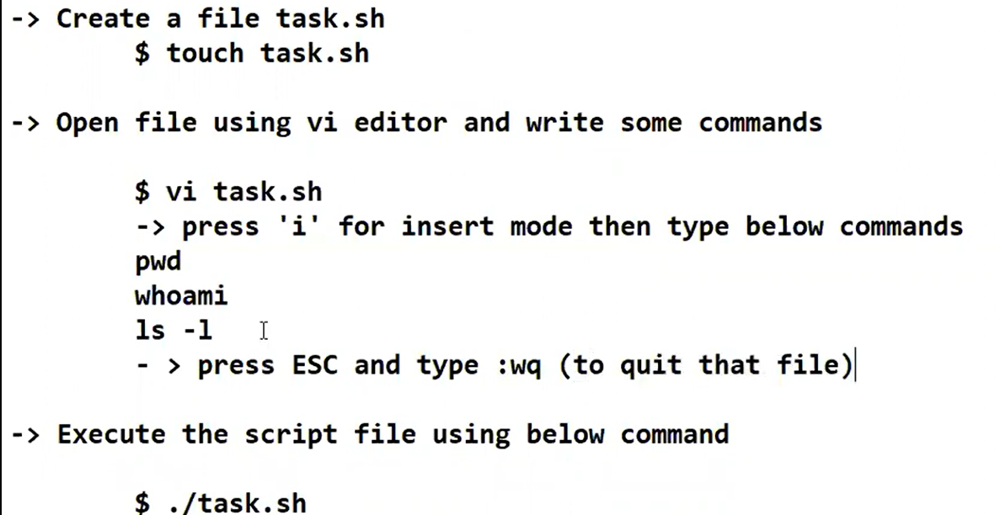 -> Create a file task.sh
$ touch task.sh
-> Open file using vi editor and write some commands
$ vi task.sh
-> press 'i' for insert mode then type below commands
pwd
whoami
ls -l
- > press ESC and type :wq (to quit that file)
-> Execute the script file using below command
$ ./task.sh